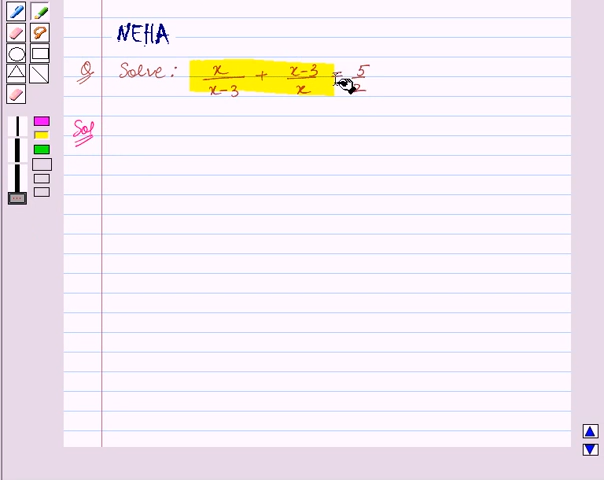 NEHA
Q Solve: x/(x-3) + (x-3)/x = 5/2
Sol